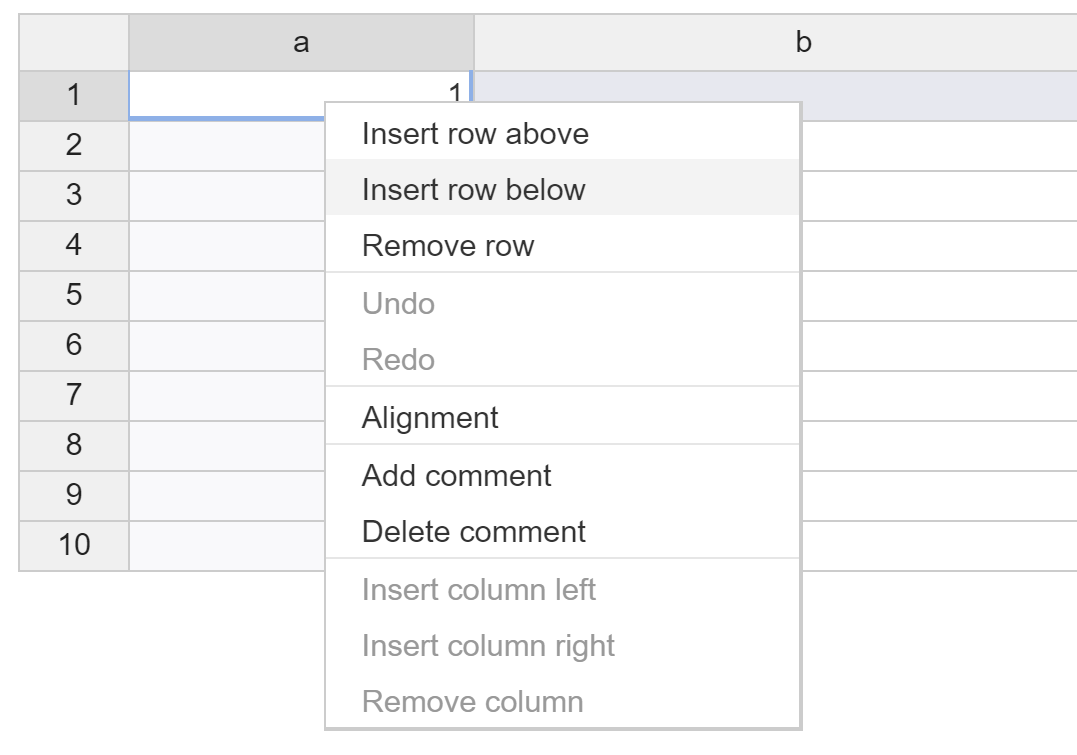 a b
1 1
Insert row above
2
Insert row below
3
Remove row
4
Undo
5
Redo
6
7
Alignment
8
Add comment
9
Delete comment
10
Insert column left
Insert column right
Remove column